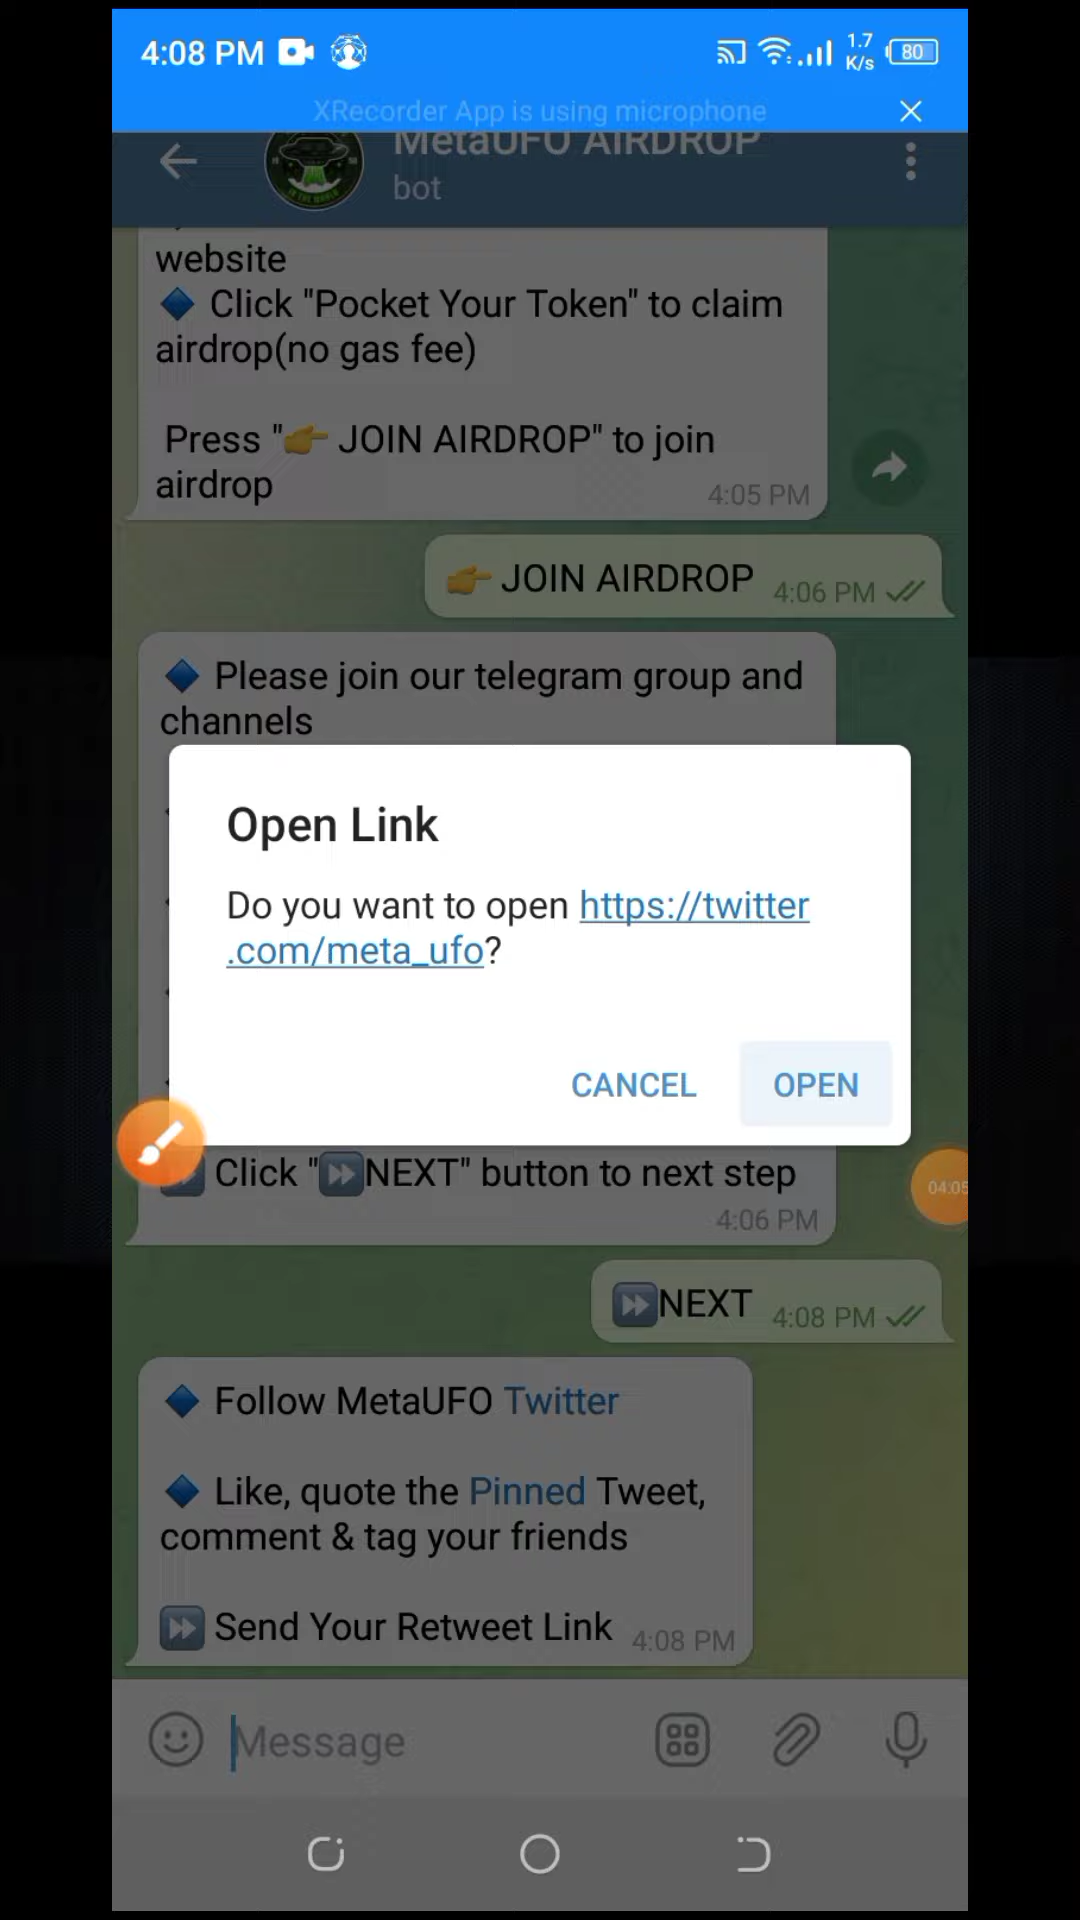 4:08 PM
1.7
K/s
80
XRecorder App is using microphone
MetaUFO AIRDROP
bot
website
🔷 Click "Pocket Your Token" to claim
airdrop(no gas fee)
Press "👉 JOIN AIRDROP" to join
airdrop
4:05 PM
👉 JOIN AIRDROP 4:06 PM
🔷 Please join our telegram group and
channels
Open Link
Do you want to open https://twitter
.com/meta_ufo?
CANCEL OPEN
⏩ Click "⏩NEXT" button to next step
04:05
4:06 PM
⏩NEXT 4:08 PM
🔷 Follow MetaUFO Twitter
🔷 Like, quote the Pinned Tweet,
comment & tag your friends
⏩ Send Your Retweet Link 4:08 PM
Message